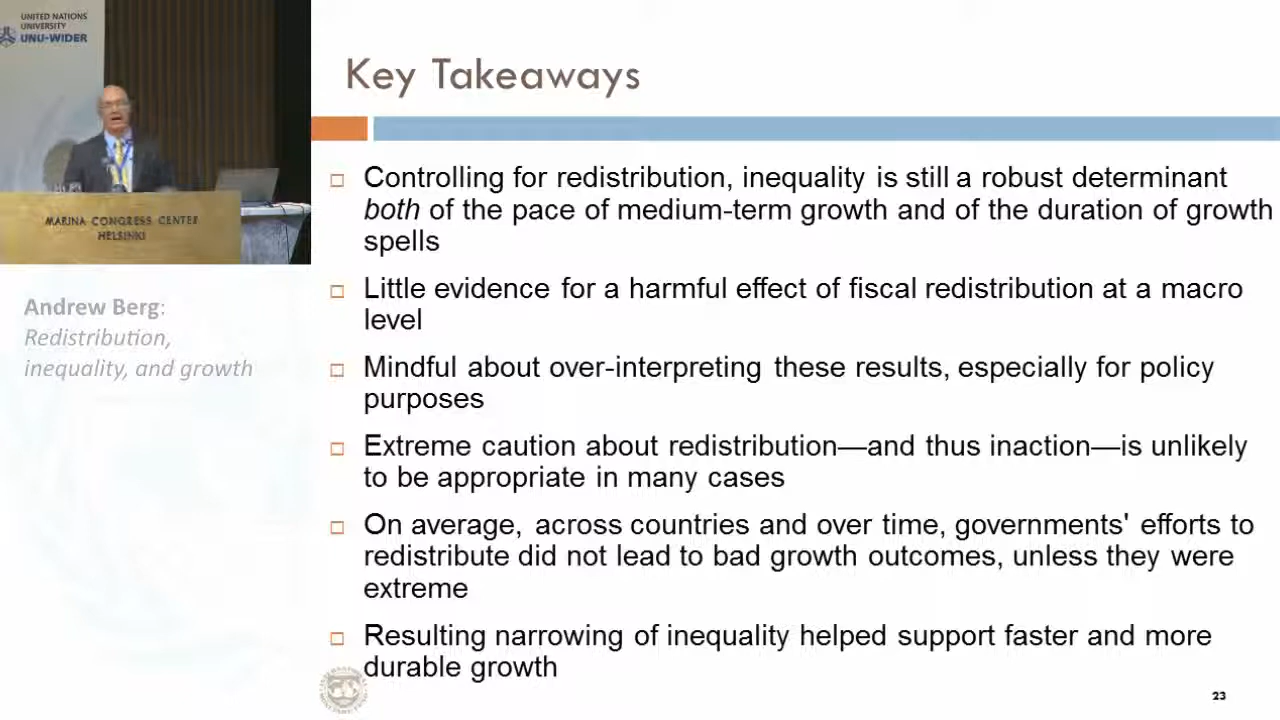 UNITED NATIONS
UNIVERSITY
UNU-WIDER
MARINA CONGRESS CENTER
HELSINKI
Andrew Berg:
Redistribution,
inequality, and growth
Key Takeaways
Controlling for redistribution, inequality is still a robust determinant
both of the pace of medium-term growth and of the duration of growth
spells
Little evidence for a harmful effect of fiscal redistribution at a macro
level
Mindful about over-interpreting these results, especially for policy
purposes
Extreme caution about redistribution—and thus inaction—is unlikely
to be appropriate in many cases
On average, across countries and over time, governments' efforts to
redistribute did not lead to bad growth outcomes, unless they were
extreme
Resulting narrowing of inequality helped support faster and more
durable growth
23